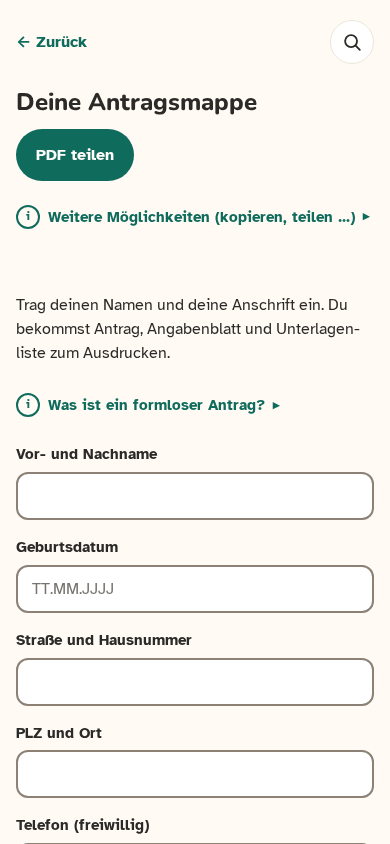 ← Zurück
Deine Antragsmappe
PDF teilen
i Weitere Möglichkeiten (kopieren, teilen …) ▸
Trag deinen Namen und deine Anschrift ein. Du
bekommst Antrag, Angabenblatt und Unterlagen-
liste zum Ausdrucken.
i Was ist ein formloser Antrag? ▸
Vor- und Nachname
Geburtsdatum
TT.MM.JJJJ
Straße und Hausnummer
PLZ und Ort
Telefon (freiwillig)